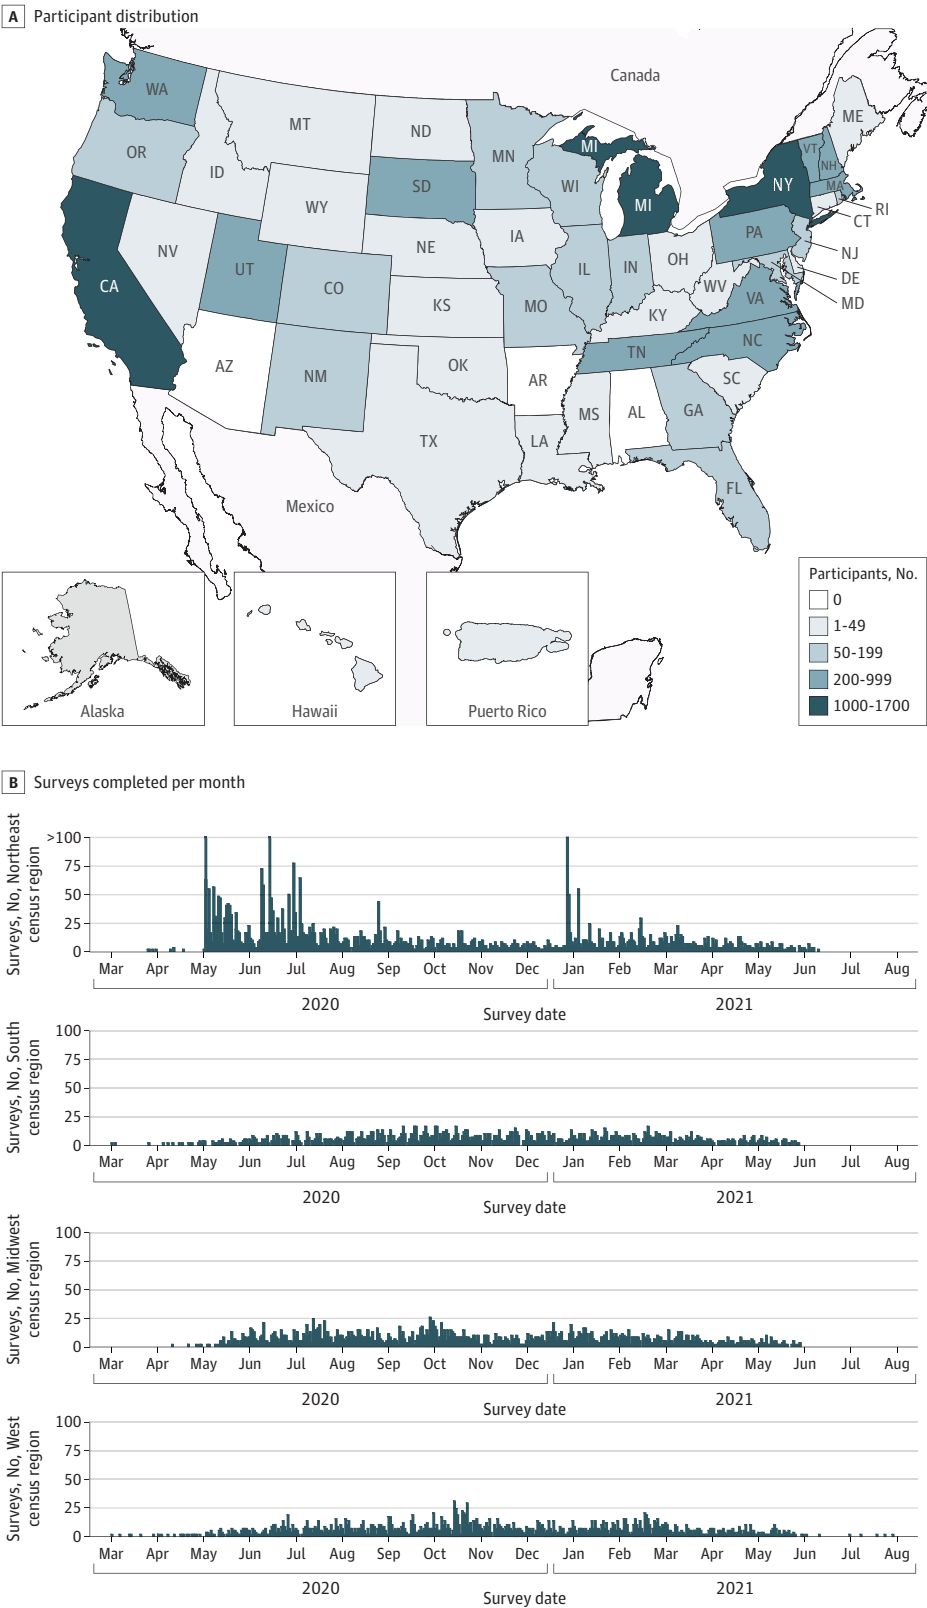 A Participant distribution
Canada
WA
MT
ND
ME
OR
MN
VT
ID
SD
WI
MI
NH
WY
NY
MA
MI
RI
CT
NV
NE
IA
PA
NJ
UT
CO
IL
IN
OH
DE
CA
WV
MD
KS
MO
KY
VA
AZ
NM
OK
TN
NC
AR
SC
TX
LA
MS
AL
GA
FL
Mexico
Participants, No.
0
1-49
50-199
200-999
1000-1700
Alaska
Hawaii
Puerto Rico
B Surveys completed per month
Surveys, No, Northeast
census region
>100
75
50
25
0
Mar Apr May Jun Jul Aug Sep Oct Nov Dec Jan Feb Mar Apr May Jun Jul Aug
2020 2021
Survey date
Surveys, No, South
census region
100
75
50
25
0
Mar Apr May Jun Jul Aug Sep Oct Nov Dec Jan Feb Mar Apr May Jun Jul Aug
2020 2021
Survey date
Surveys, No, Midwest
census region
100
75
50
25
0
Mar Apr May Jun Jul Aug Sep Oct Nov Dec Jan Feb Mar Apr May Jun Jul Aug
2020 2021
Survey date
Surveys, No, West
census region
100
75
50
25
0
Mar Apr May Jun Jul Aug Sep Oct Nov Dec Jan Feb Mar Apr May Jun Jul Aug
2020 2021
Survey date